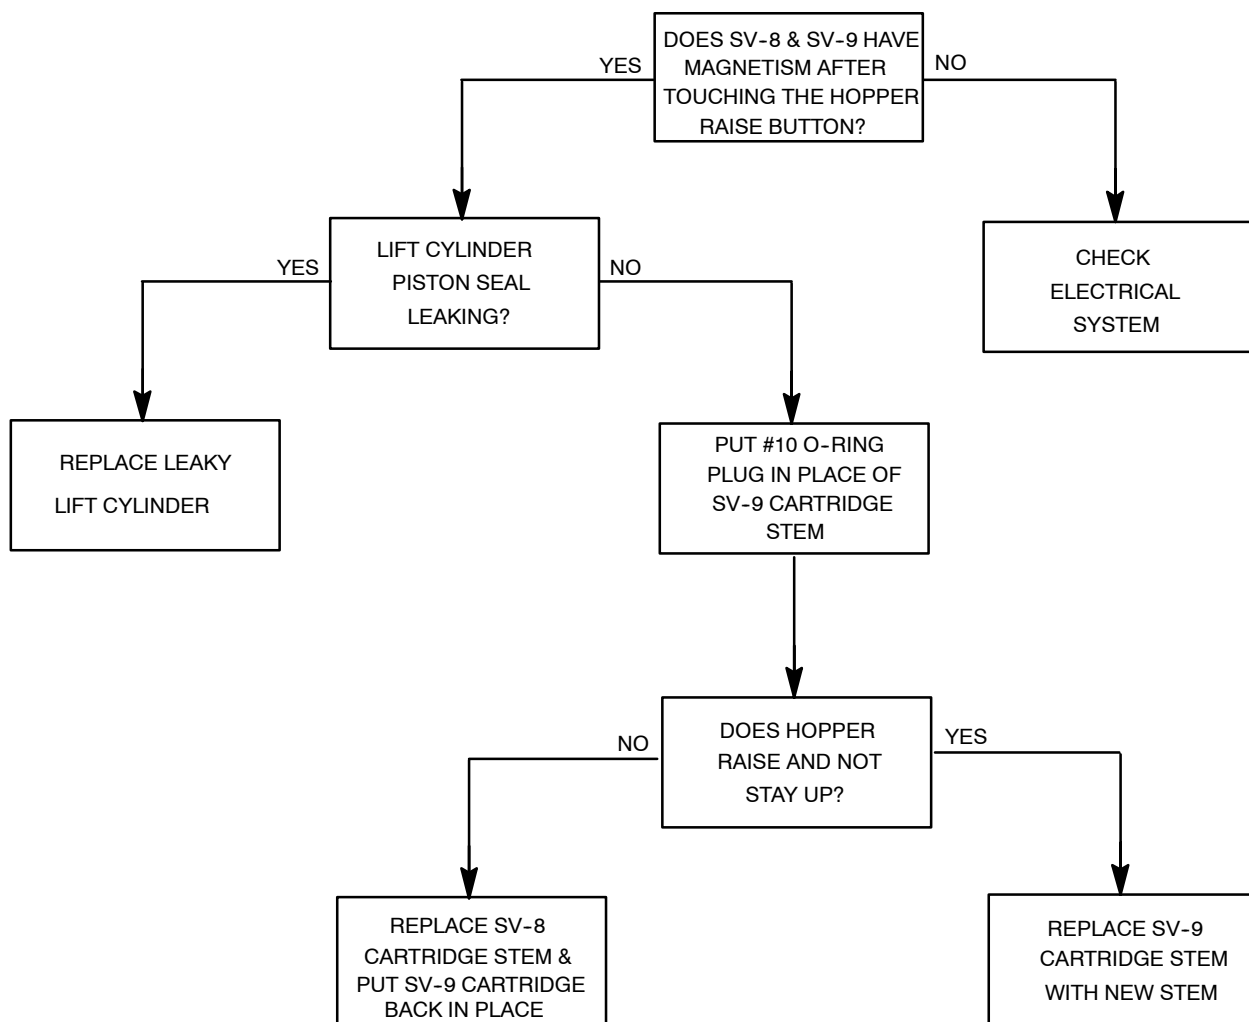 DOES SV-8 & SV-9 HAVE
MAGNETISM AFTER
TOUCHING THE HOPPER
RAISE BUTTON?
YES
NO
LIFT CYLINDER
PISTON SEAL
LEAKING?
YES
NO
CHECK
ELECTRICAL
SYSTEM
REPLACE LEAKY
LIFT CYLINDER
PUT #10 O-RING
PLUG IN PLACE OF
SV-9 CARTRIDGE
STEM
DOES HOPPER
RAISE AND NOT
STAY UP?
NO
YES
REPLACE SV-8
CARTRIDGE STEM &
PUT SV-9 CARTRIDGE
BACK IN PLACE
REPLACE SV-9
CARTRIDGE STEM
WITH NEW STEM